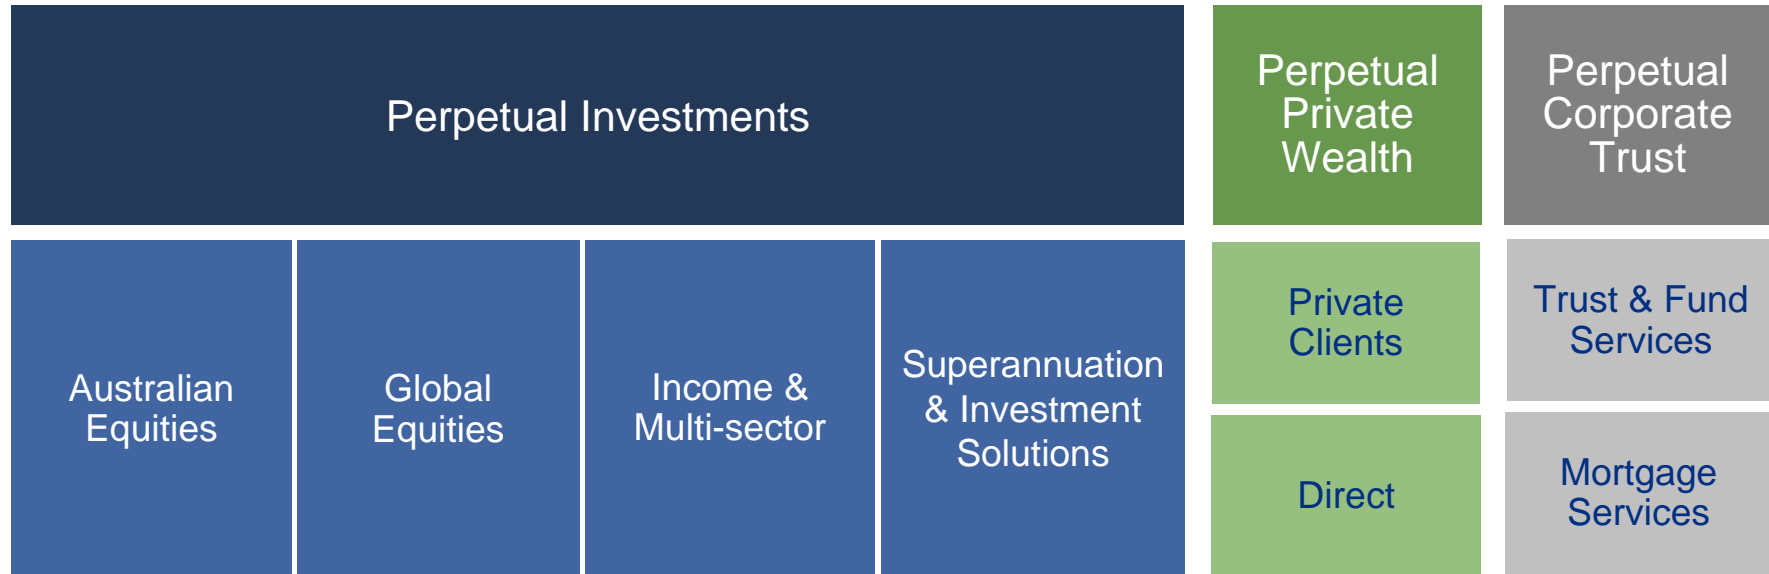 Perpetual Investments
Perpetual
Private
Wealth
Perpetual
Corporate
Trust
Australian
Equities
Global
Equities
Income &
Multi-sector
Superannuation
& Investment
Solutions
Private
Clients
Direct
Trust & Fund
Services
Mortgage
Services